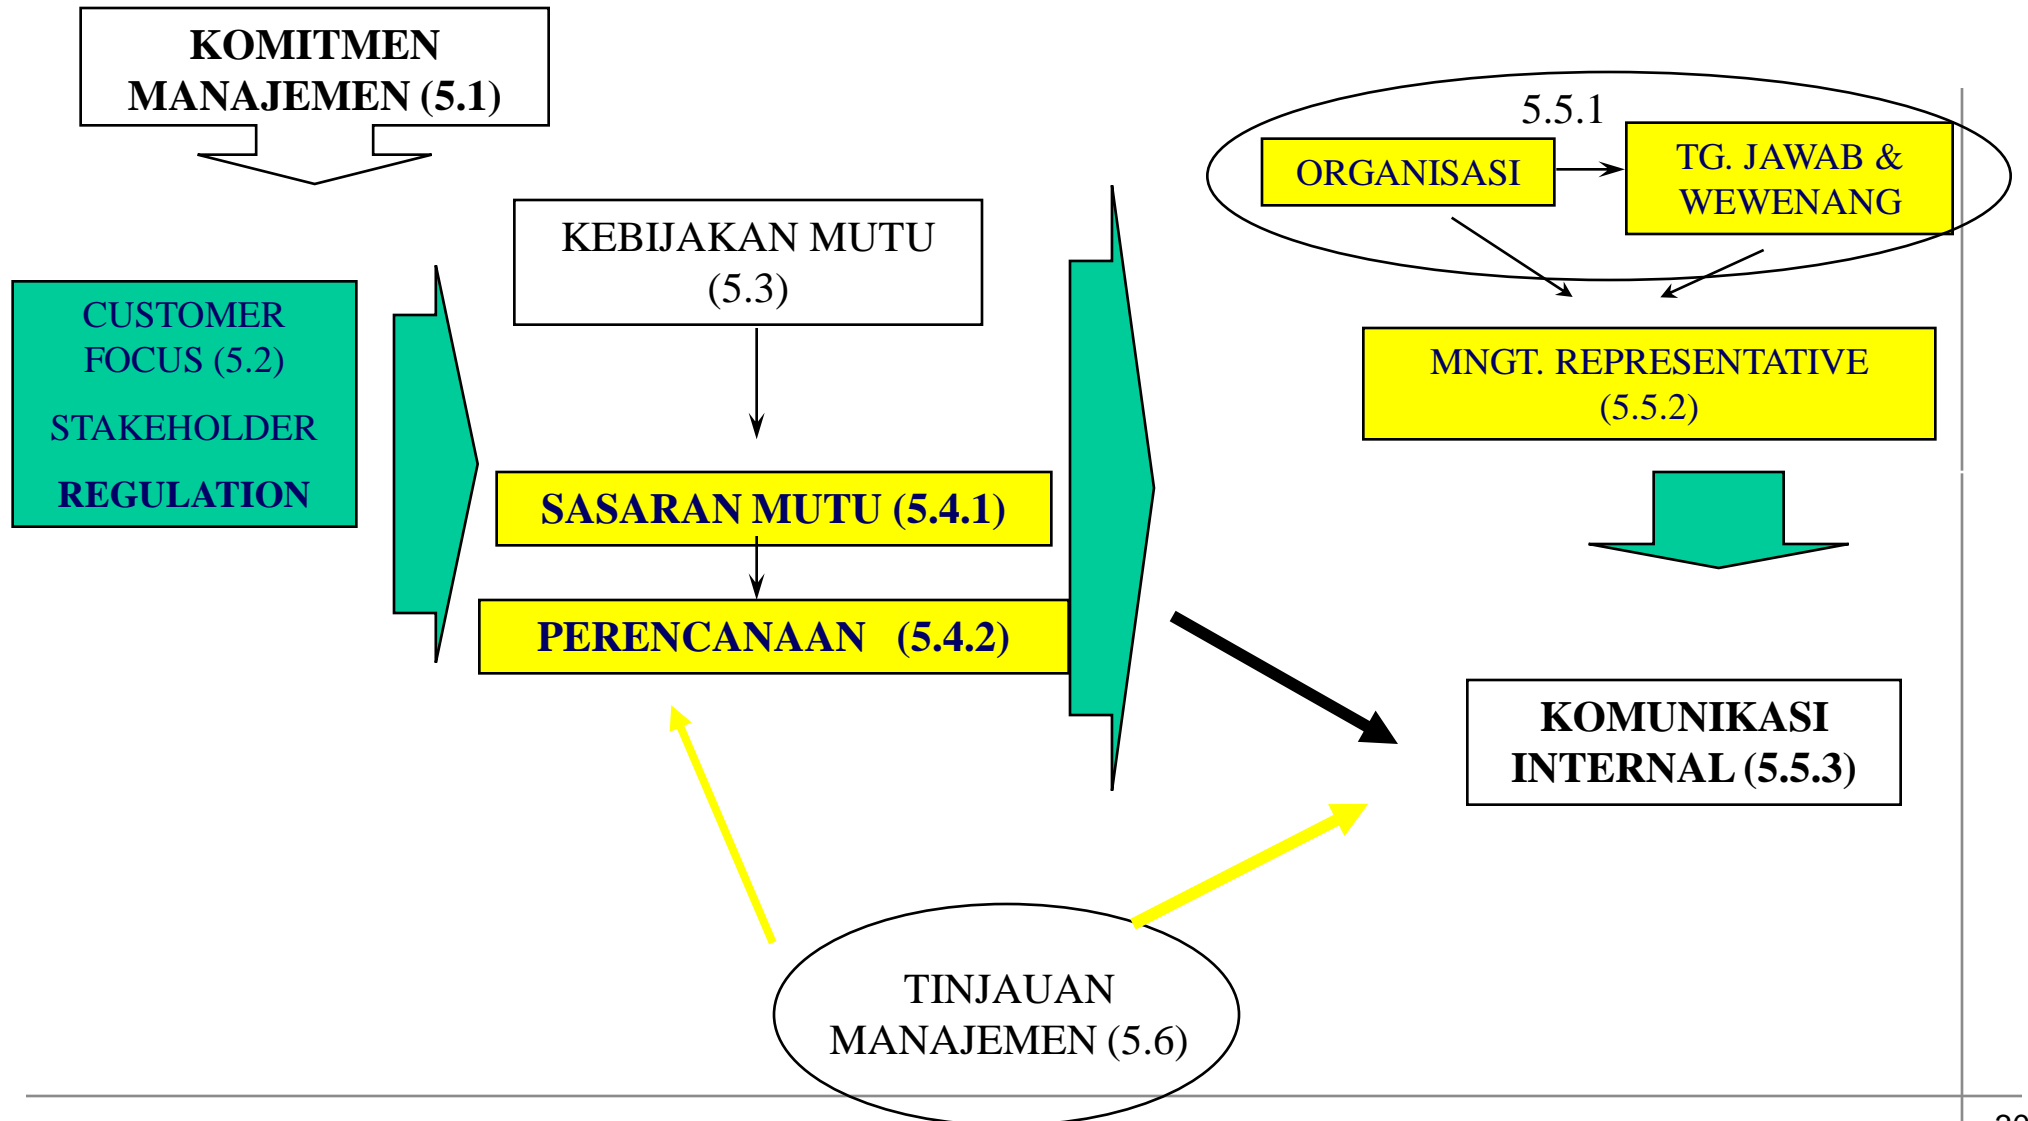 KOMITMEN
MANAJEMEN (5.1)
CUSTOMER
FOCUS (5.2)
STAKEHOLDER
REGULATION
KEBIJAKAN MUTU
(5.3)
SASARAN MUTU (5.4.1)
PERENCANAAN (5.4.2)
5.5.1
ORGANISASI
TG. JAWAB &
WEWENANG
MNGT. REPRESENTATIVE
(5.5.2)
KOMUNIKASI
INTERNAL (5.5.3)
TINJAUAN
MANAJEMEN (5.6)